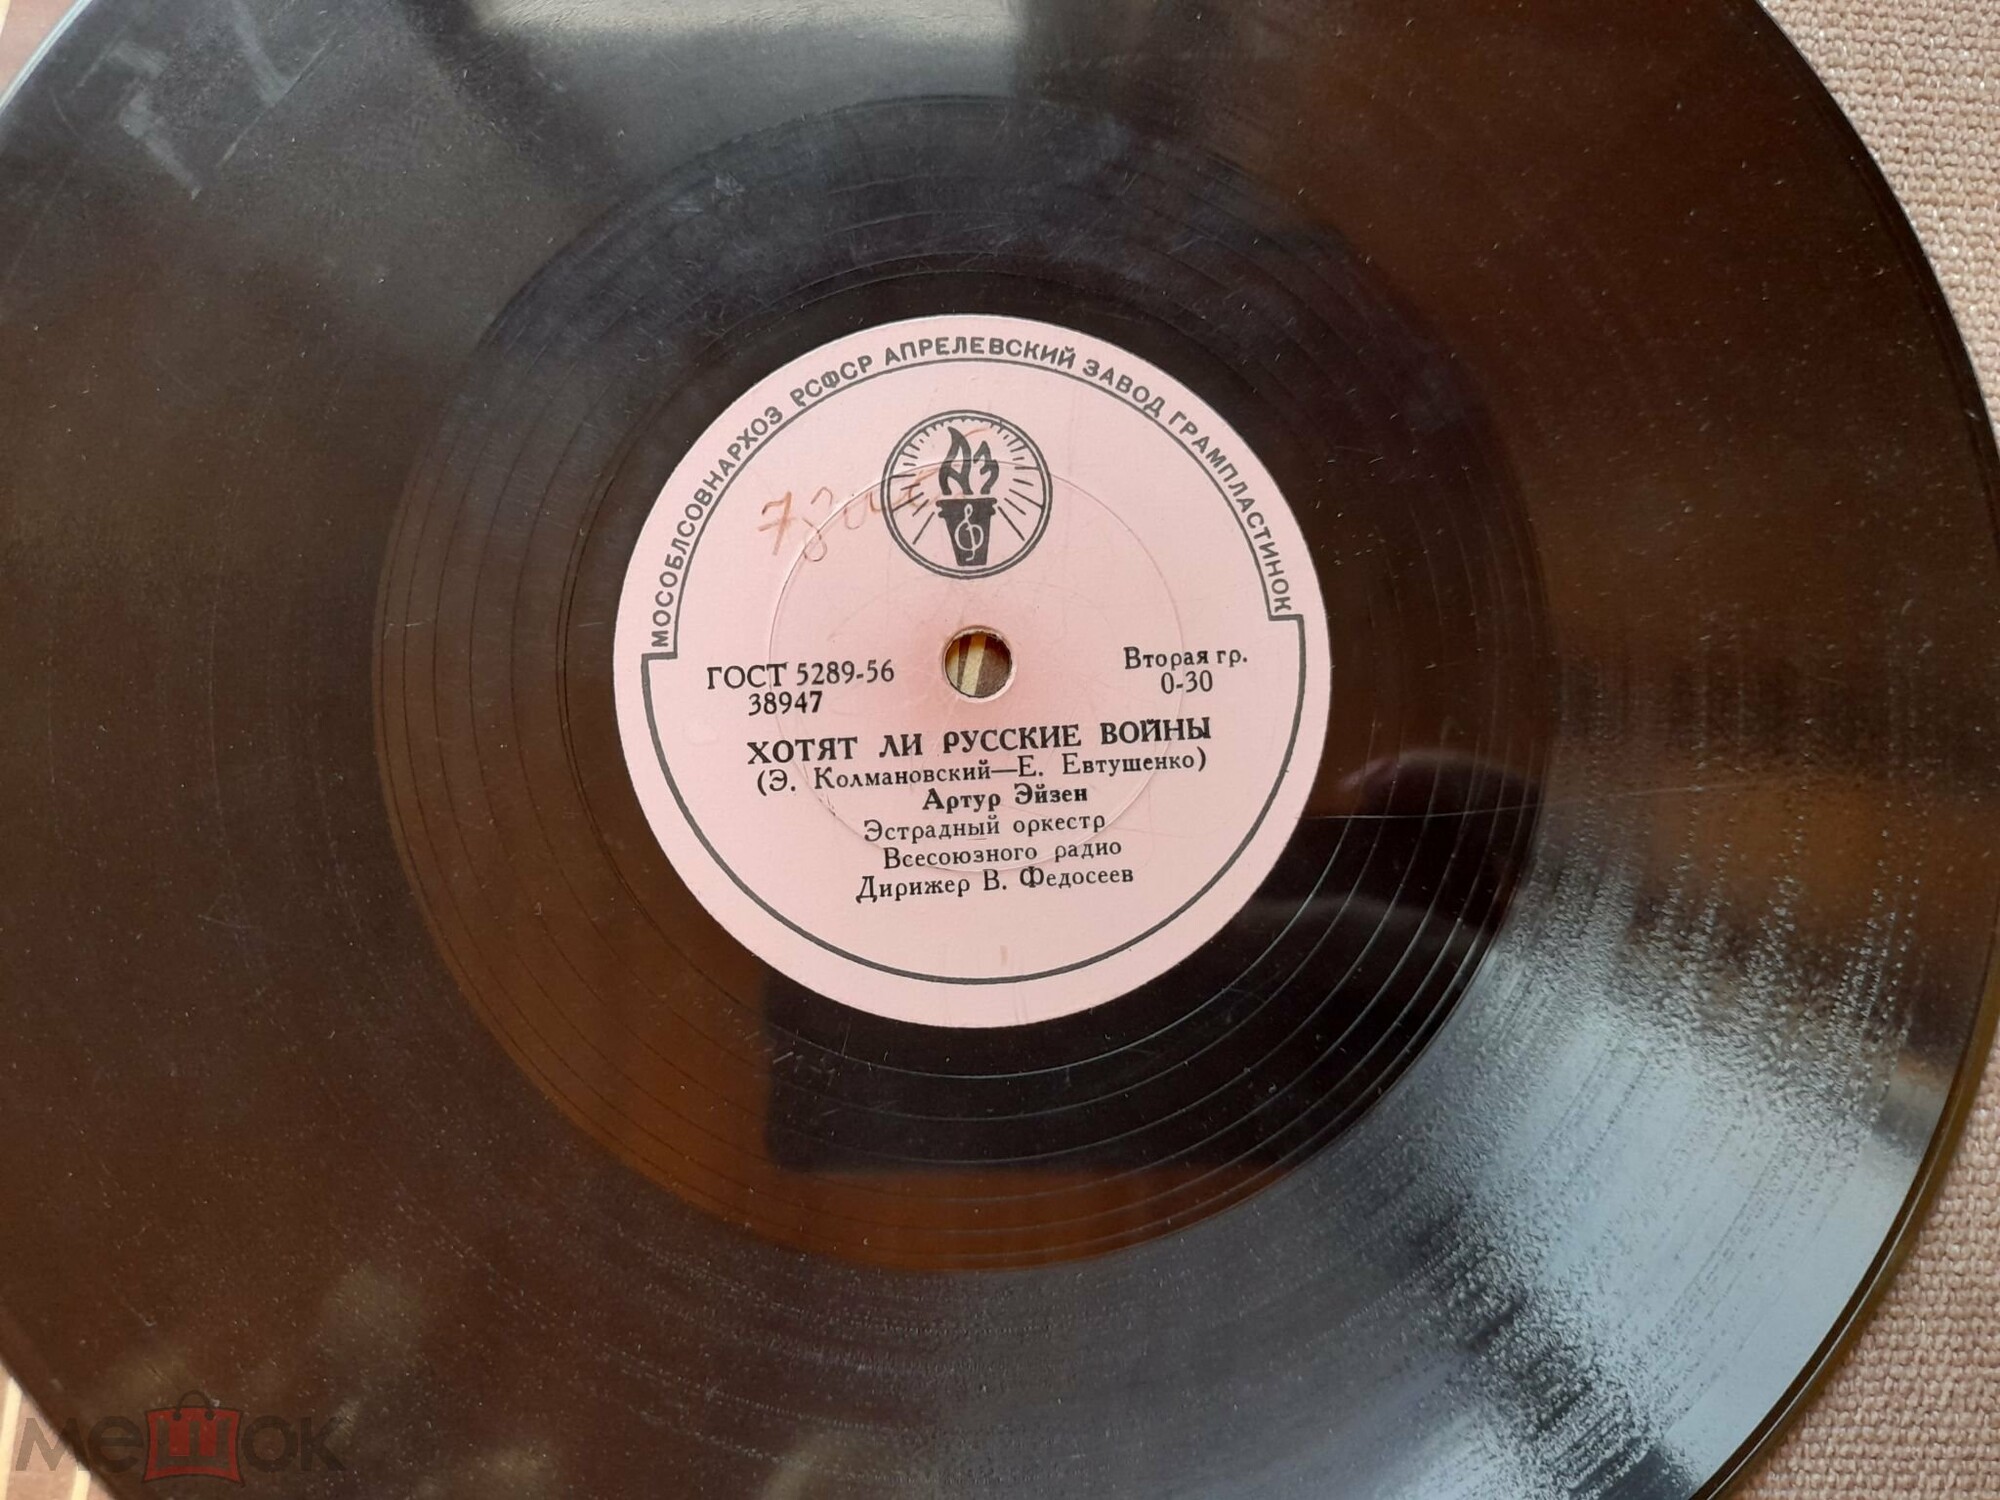 МОСОБЛСОВНАРХОЗ РСФСР АПРЕЛЕВСКИЙ ЗАВОД ГРАМПЛАСТИНОК
АЗ
ГОСТ 5289-56
38947
Вторая гр.
0-30
ХОТЯТ ЛИ РУССКИЕ ВОЙНЫ
(Э. Колмановский—Е. Евтушенко)
Артур Эйзен
Эстрадный оркестр
Всесоюзного радио
Дирижер В. Федосеев
мешок